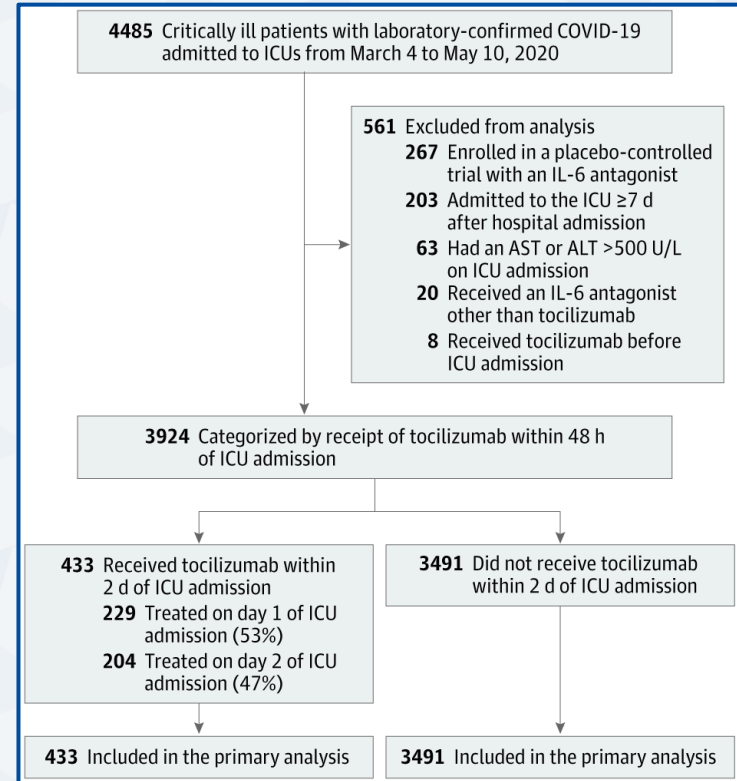 4485 Critically ill patients with laboratory-confirmed COVID-19
admitted to ICUs from March 4 to May 10, 2020
561 Excluded from analysis
267 Enrolled in a placebo-controlled
trial with an IL-6 antagonist
203 Admitted to the ICU ≥7 d
after hospital admission
63 Had an AST or ALT >500 U/L
on ICU admission
20 Received an IL-6 antagonist
other than tocilizumab
8 Received tocilizumab before
ICU admission
3924 Categorized by receipt of tocilizumab within 48 h
of ICU admission
433 Received tocilizumab within
2 d of ICU admission
229 Treated on day 1 of ICU
admission (53%)
204 Treated on day 2 of ICU
admission (47%)
3491 Did not receive tocilizumab
within 2 d of ICU admission
433 Included in the primary analysis
3491 Included in the primary analysis